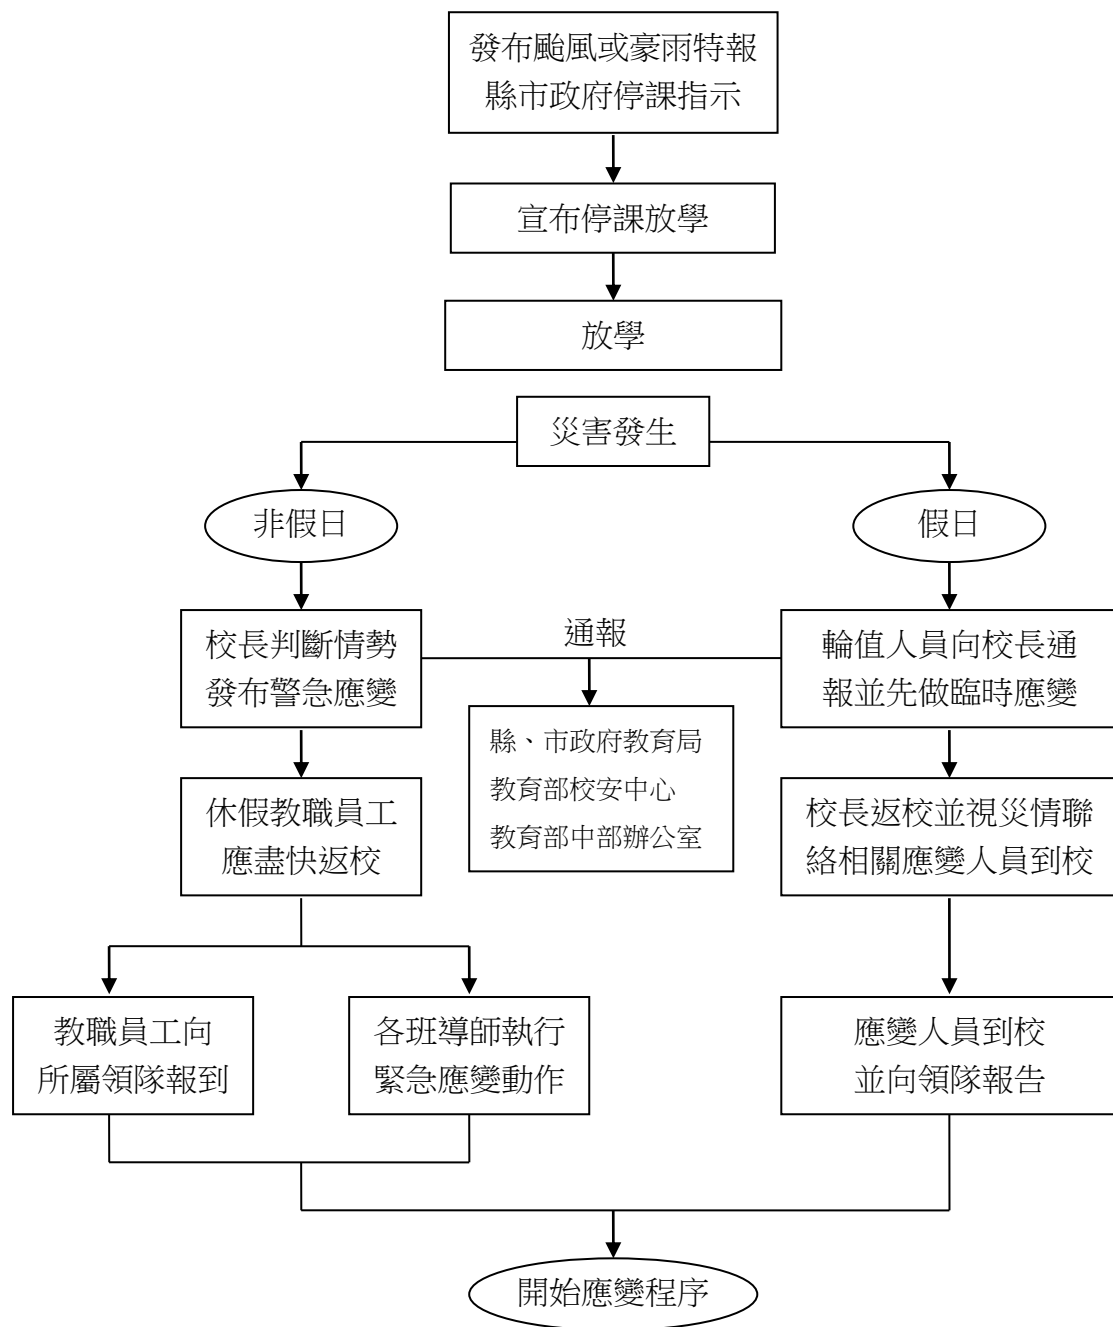 發布颱風或豪雨特報
縣市政府停課指示
宣布停課放學
放學
災害發生
非假日
假日
校長判斷情勢
發布警急應變
通報
輪值人員向校長通
報並先做臨時應變
縣、市政府教育局
教育部校安中心
教育部中部辦公室
休假教職員工
應盡快返校
校長返校並視災情聯
絡相關應變人員到校
教職員工向
所屬領隊報到
各班導師執行
緊急應變動作
應變人員到校
並向領隊報告
開始應變程序